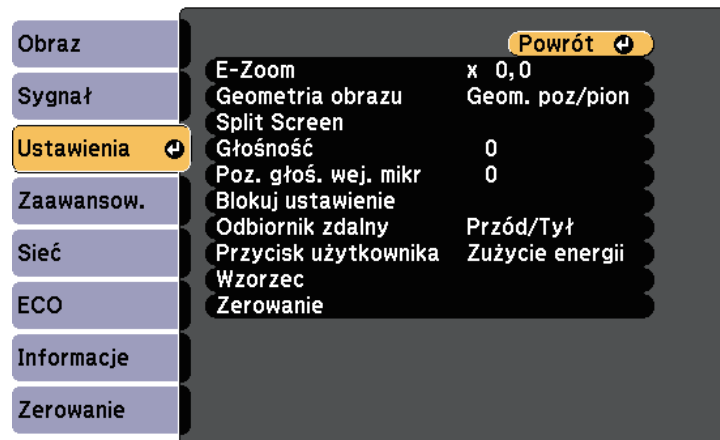 Obraz
Sygnał
Ustawienia
Zaawansow.
Sieć
ECO
Informacje
Zerowanie
Powrót
E-Zoom x 0,0
Geometria obrazu Geom. poz/pion
Split Screen
Głośność 0
Poz. głoś. wej. mikr 0
Blokuj ustawienie
Odbiornik zdalny Przód/Tył
Przycisk użytkownika Zużycie energii
Wzorzec
Zerowanie